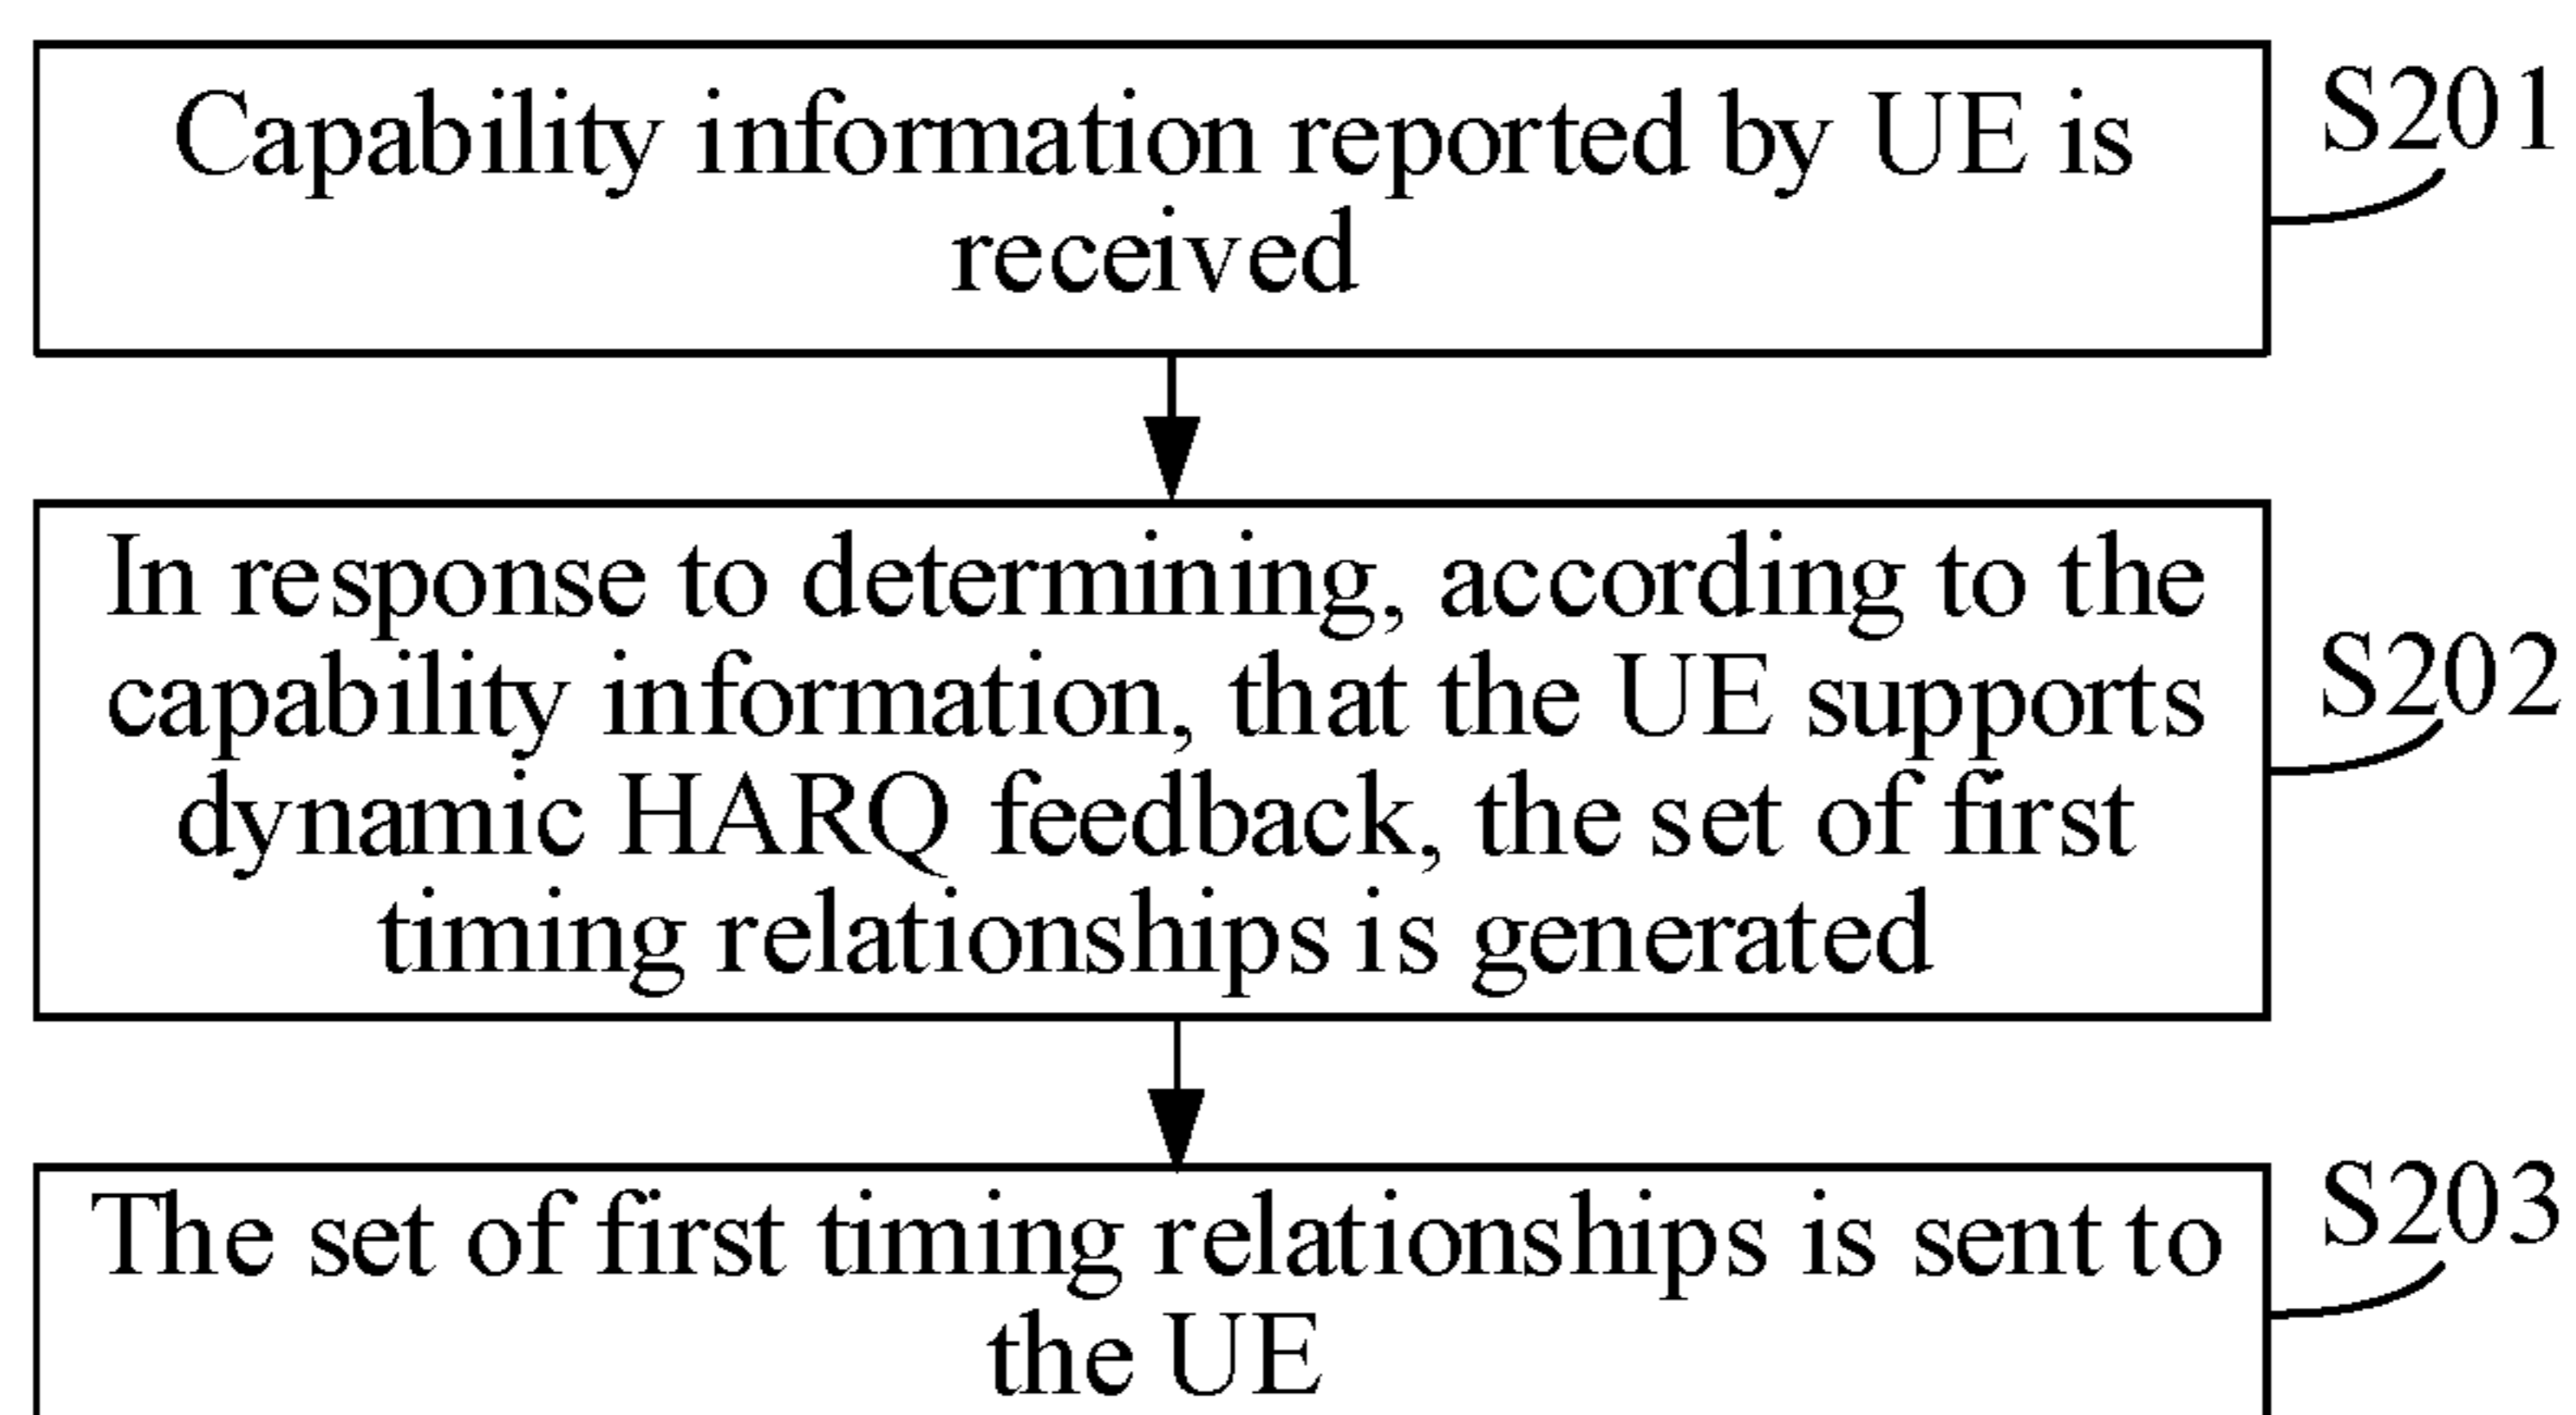 Capability information reported by UE is
received
S201
In response to determining, according to the
capability information, that the UE supports
dynamic HARQ feedback, the set of first
timing relationships is generated
S202
The set of first timing relationships is sent to
the UE
S203